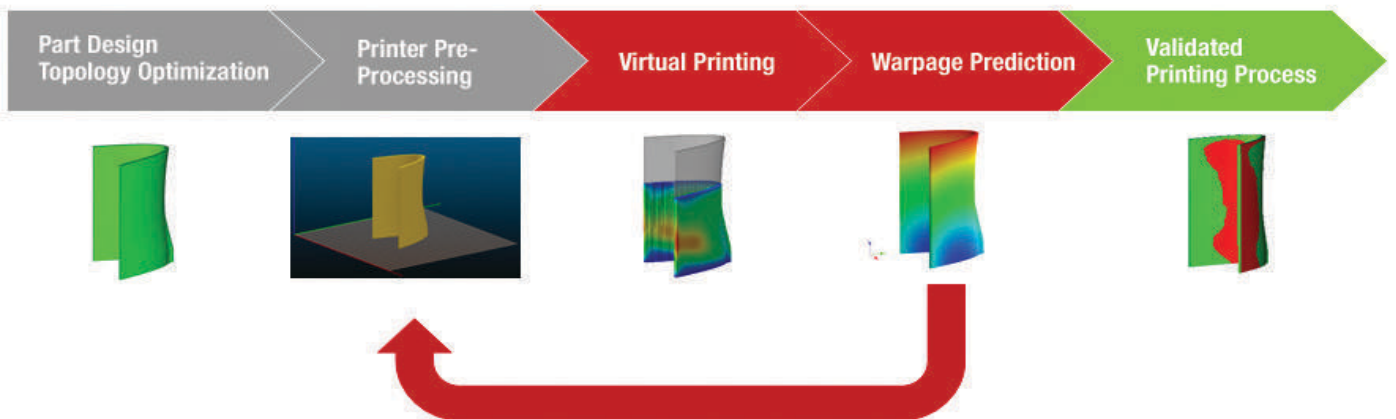 Part Design
Topology Optimization
Printer Pre-
Processing
Virtual Printing
Warpage Prediction
Validated
Printing Process